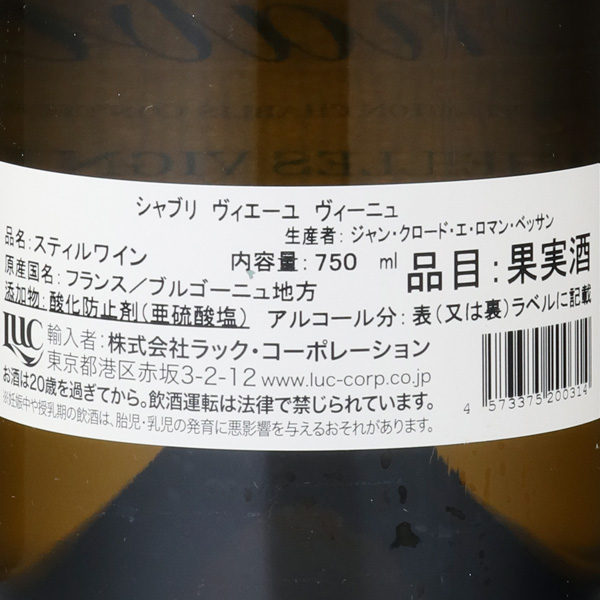 シャブリ ヴィエーユ ヴィーニュ
生産者：ジャン・クロード・エ・ロマン・ベッサン
品名：スティルワイン
内容量：750 ml
品目：果実酒
原産国名：フランス／ブルゴーニュ地方
添加物：酸化防止剤（亜硫酸塩） アルコール分：表（又は裏）ラベルに記載
LUC 輸入者：株式会社ラック・コーポレーション
東京都港区赤坂3-2-12 www.luc-corp.co.jp
お酒は20歳を過ぎてから。飲酒運転は法律で禁じられています。
※妊娠中や授乳期の飲酒は、胎児・乳児の発育に悪影響を与えるおそれがあります。
4 573375 200314